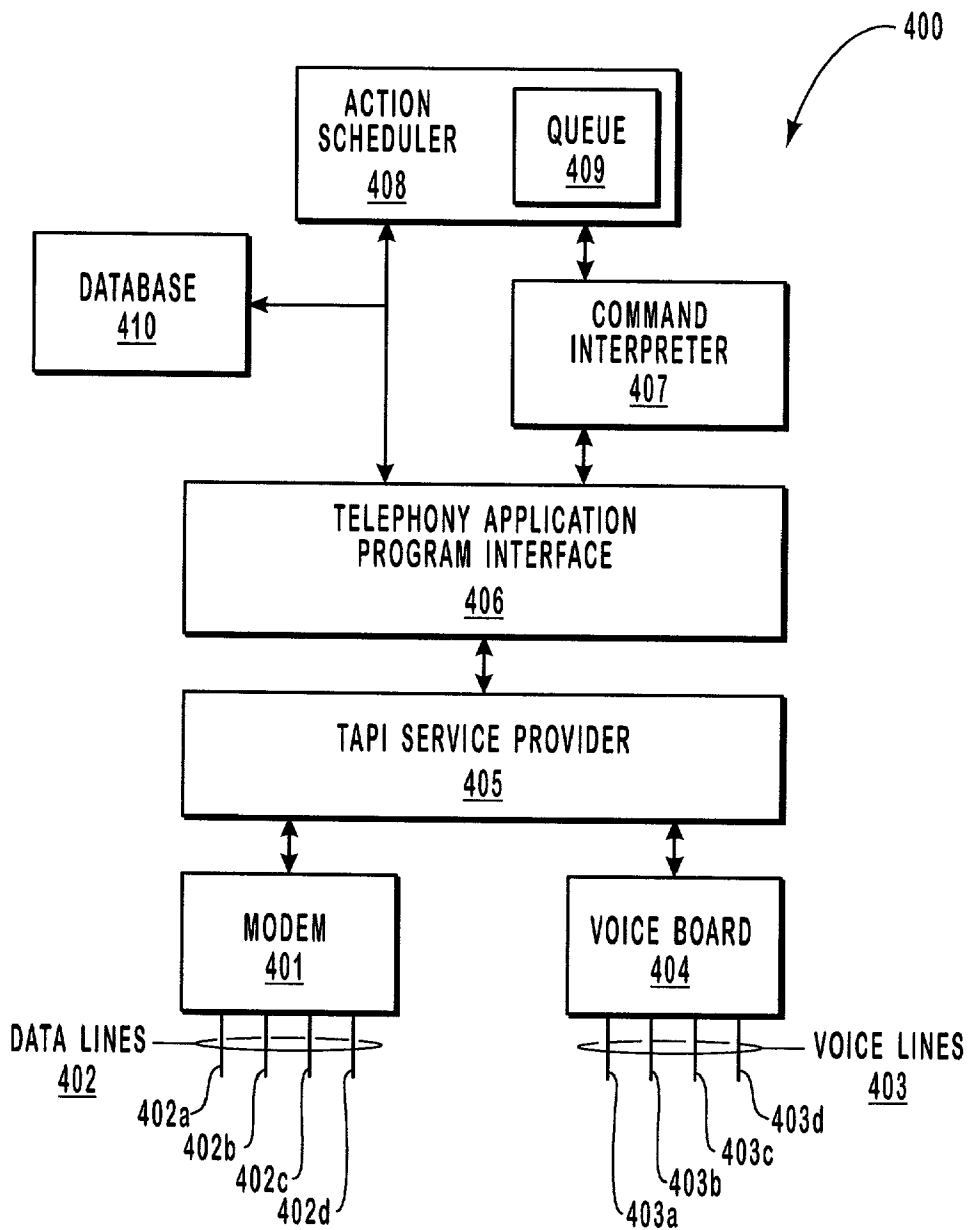 400
ACTION
SCHEDULER
408
QUEUE
409
DATABASE
410
COMMAND
INTERPRETER
407
TELEPHONY APPLICATION
PROGRAM INTERFACE
406
TAPI SERVICE PROVIDER
405
MODEM
401
VOICE BOARD
404
DATA LINES
402
VOICE LINES
403
402a
402b
402c
402d
403d
403c
403b
403a